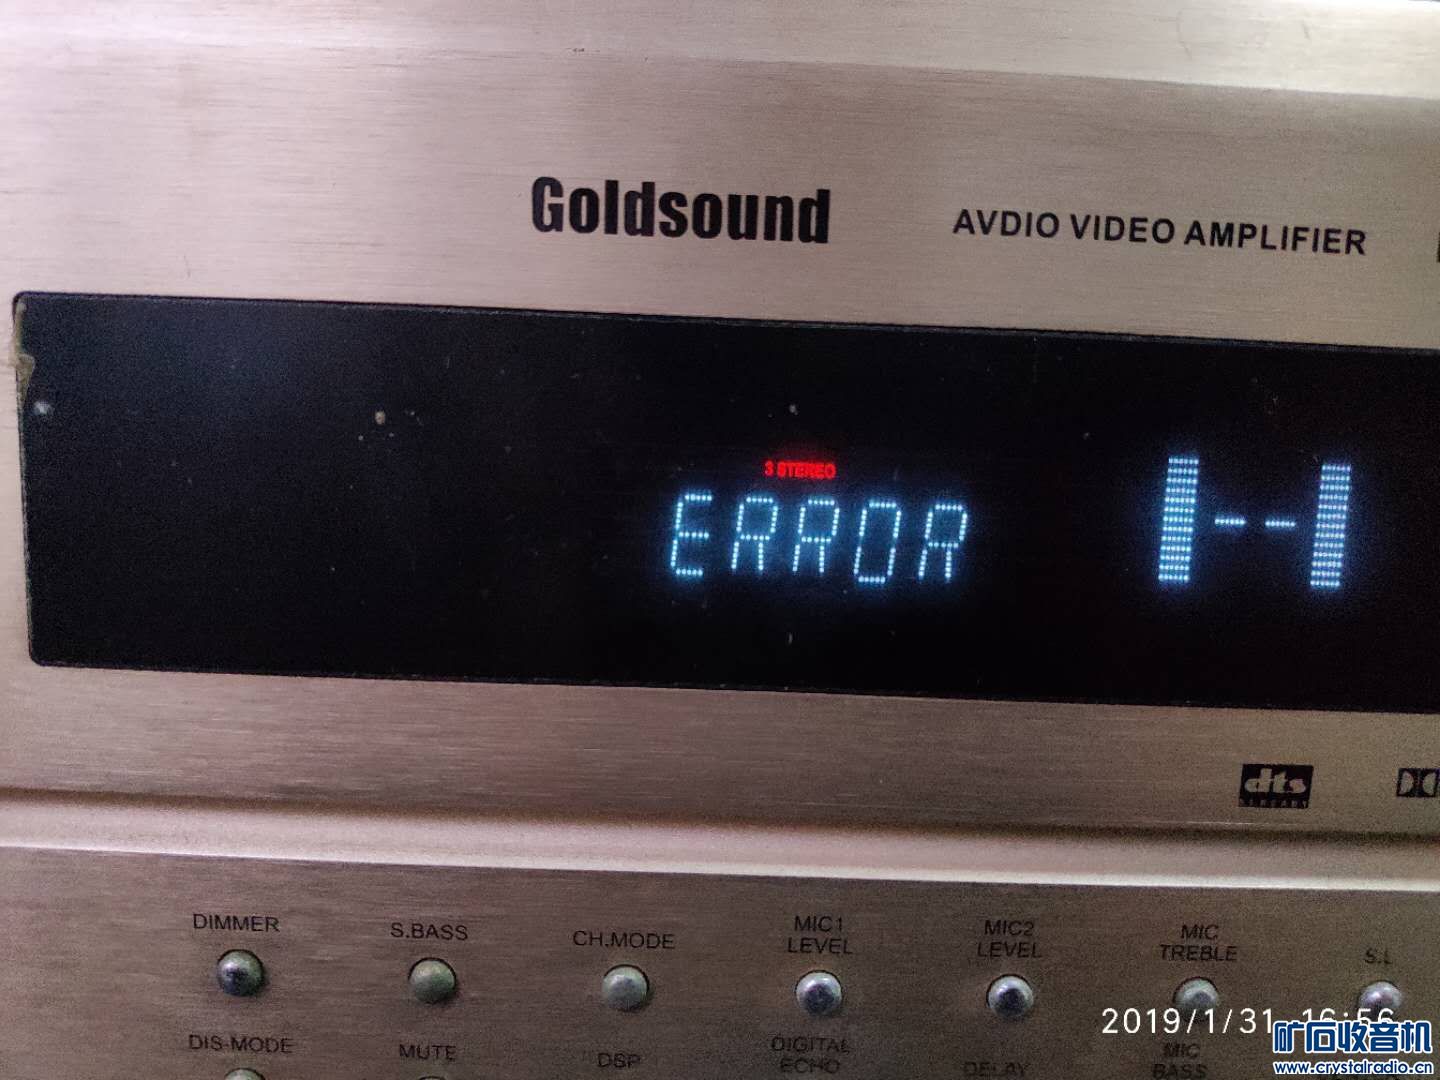 Goldsound
AVDIO VIDEO AMPLIFIER
3 STEREO
ERROR
dts
DIMMER
S.BASS
CH.MODE
MIC1
LEVEL
MIC2
LEVEL
MIC
TREBLE
S.L
DIS-MODE
MUTE
DSP
DIGITAL
ECHO
DELAY
MIC
BASS
2019/1/31 16:56
矿石收音机
www.crystalradio.cn